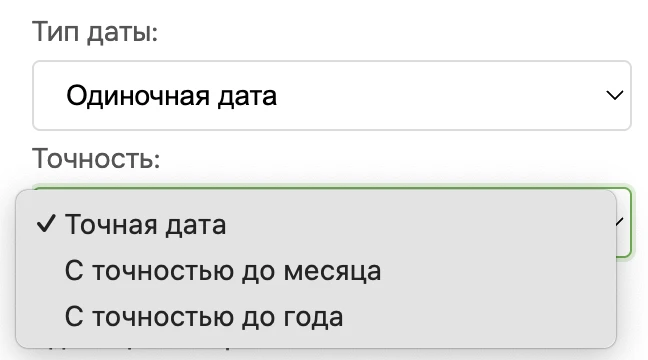 Тип даты:
Одиночная дата
Точность:
Точная дата
С точностью до месяца
С точностью до года